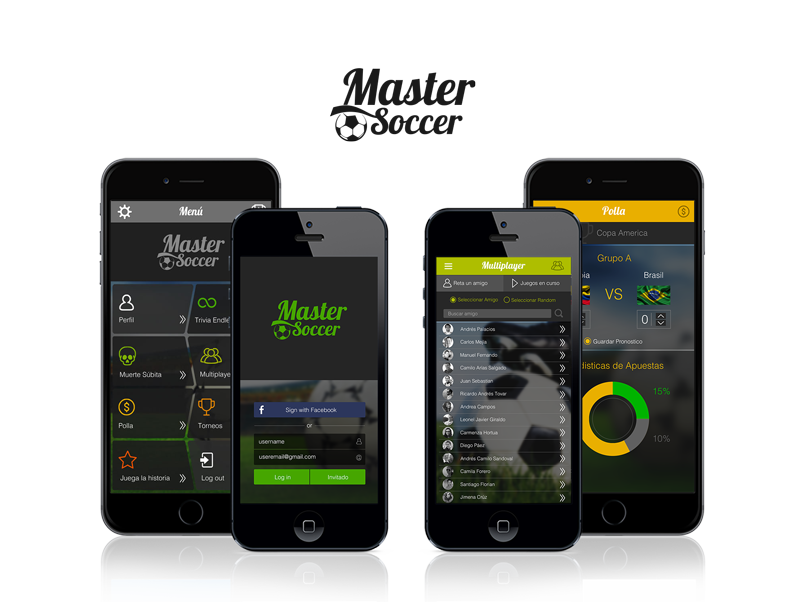 Master
Soccer
Menú
Master
Soccer
Perfil
Trivia Endle
Muerte Súbita
Multiplaye
Polla
Torneos
Juega la historia
Log out
Master
Soccer
Sign with Facebook
or
username
useremail@gmail.com
Log in
Invitado
Multiplayer
Reta un amigo
Juegos en curso
Seleccionar Amigo
Seleccionar Random
Buscar amigo
Andrés Palacios
Carlos Mejía
Manuel Fernando
Camilo Arias Salgado
Juan Sebastian
Ricardo Andrés Tovar
Andrea Campos
Leonel Javier Giraldo
Carmenza Hortua
Diego Páez
Andrés Camilo Sandoval
Camila Forero
Santiago Florian
Jimena Cruz
Polla
Copa America
Grupo A
bia
Brasil
VS
0
Guardar Pronostico
dísticas de Apuestas
15%
10%